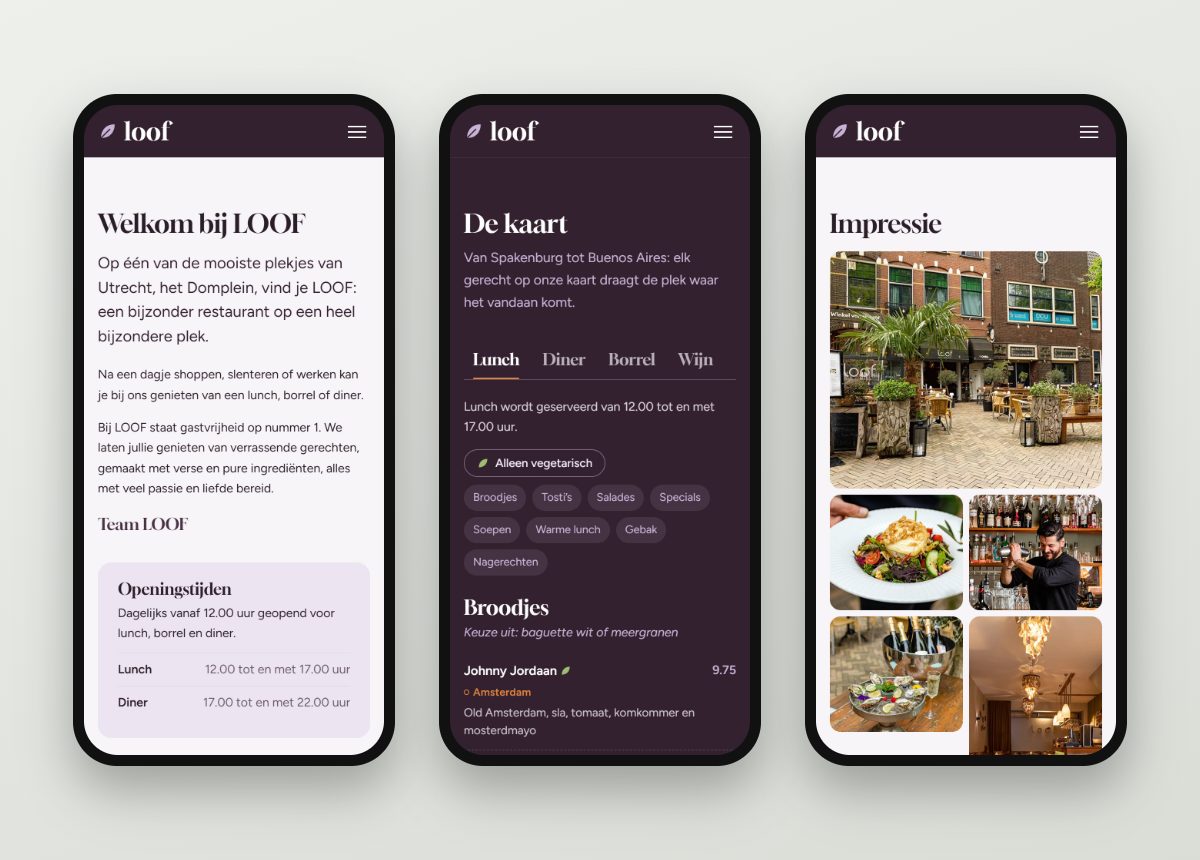 loof
Welkom bij LOOF
Op één van de mooiste plekjes van
Utrecht, het Domplein, vind je LOOF:
een bijzonder restaurant op een heel
bijzondere plek.
Na een dagje shoppen, slenteren of werken kan
je bij ons genieten van een lunch, borrel of diner.
Bij LOOF staat gastvrijheid op nummer 1. We
laten jullie genieten van verrassende gerechten,
gemaakt met verse en pure ingrediënten, alles
met veel passie en liefde bereid.
Team LOOF
Openingstijden
Dagelijks vanaf 12.00 uur geopend voor
lunch, borrel en diner.
Lunch 12.00 tot en met 17.00 uur
Diner 17.00 tot en met 22.00 uur
loof
De kaart
Van Spakenburg tot Buenos Aires: elk
gerecht op onze kaart draagt de plek waar
het vandaan komt.
Lunch Diner Borrel Wijn
Lunch wordt geserveerd van 12.00 tot en met
17.00 uur.
Alleen vegetarisch
Broodjes Tosti's Salades Specials
Soepen Warme lunch Gebak
Nagerechten
Broodjes
Keuze uit: baguette wit of meergranen
Johnny Jordaan 9.75
Amsterdam
Old Amsterdam, sla, tomaat, komkommer en
mosterdmayo
loof
Impressie
loof
Loof